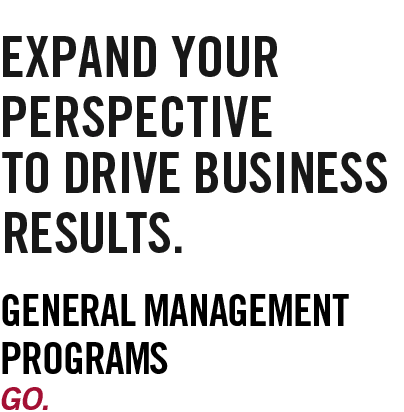 EXPAND YOUR
PERSPECTIVE
TO DRIVE BUSINESS
RESULTS.
GENERAL MANAGEMENT
PROGRAMS
GO.